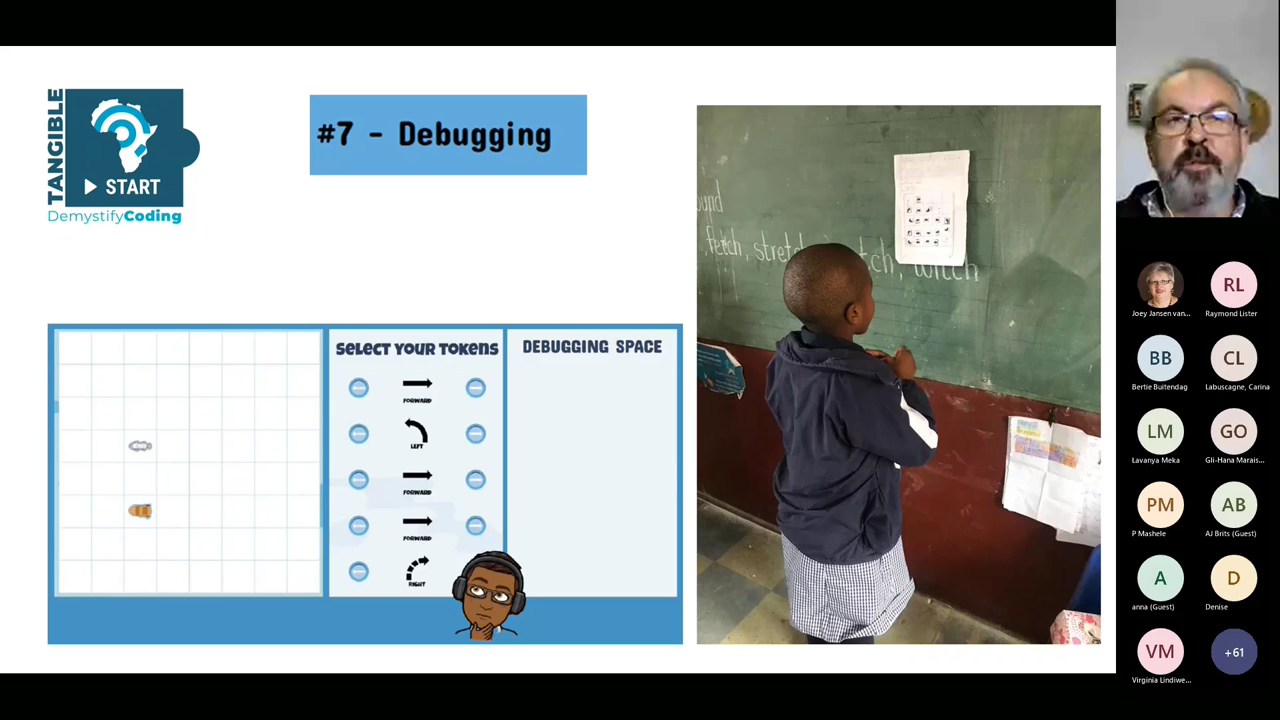 TANGIBLE
START
DemystifyCoding
#7 - Debugging
SELECT YOUR TOKENS
FORWARD
LEFT
FORWARD
FORWARD
RIGHT
DEBUGGING SPACE
ound
, fetch, stretch, witch
Joey Jansen van...
RL
Raymond Lister
BB
Bertie Buitendag
CL
Labuscagne, Carina
LM
Lavanya Meka
GO
Gli-Hana Marais...
PM
P Mashele
AB
AJ Brits (Guest)
A
anna (Guest)
D
Denise
VM
Virginia Lindiwe...
+61